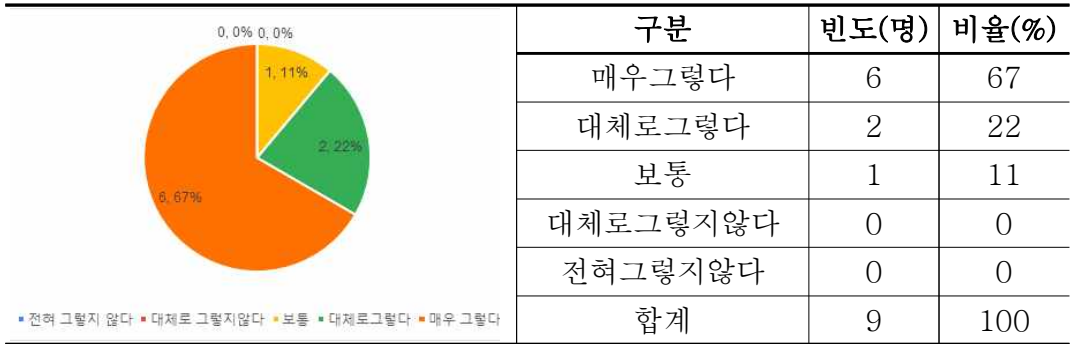 0, 0% 0, 0%
1, 11%
2, 22%
6, 67%
▪ 전혀 그렇지 않다 ▪ 대체로 그렇지않다 ▪ 보통 ▪ 대체로그렇다 ▪ 매우 그렇다
구분 빈도(명) 비율(%)
매우그렇다 6 67
대체로그렇다 2 22
보통 1 11
대체로그렇지않다 0 0
전혀그렇지않다 0 0
합계 9 100